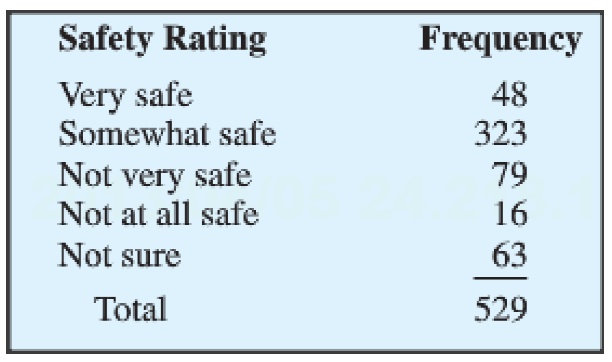 Safety Rating Frequency
Very safe 48
Somewhat safe 323
Not very safe 79
Not at all safe 16
Not sure 63
Total 529